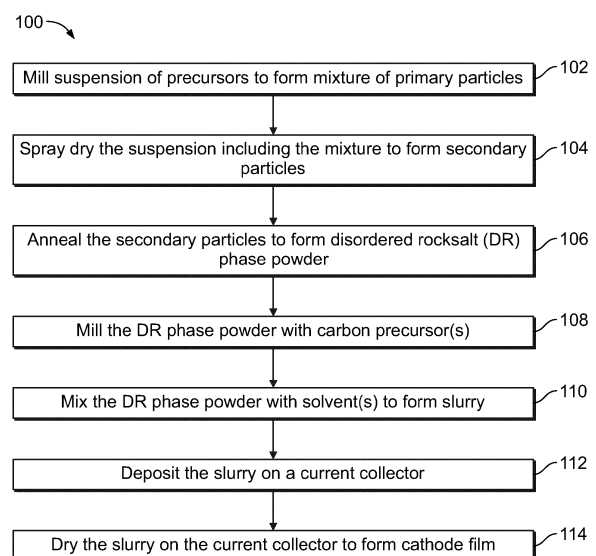 100
Mill suspension of precursors to form mixture of primary particles
102
Spray dry the suspension including the mixture to form secondary
particles
104
Anneal the secondary particles to form disordered rocksalt (DR)
phase powder
106
Mill the DR phase powder with carbon precursor(s)
108
Mix the DR phase powder with solvent(s) to form slurry
110
Deposit the slurry on a current collector
112
Dry the slurry on the current collector to form cathode film
114